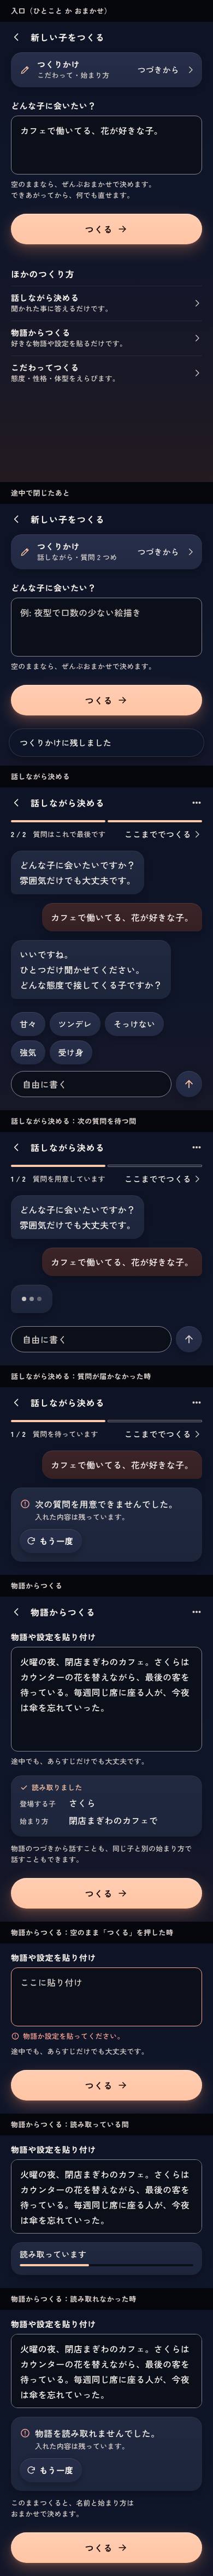 入口（ひとこと か おまかせ）
新しい子をつくる
つくりかけ
こだわって・始まり方
つづきから
どんな子に会いたい？
カフェで働いてる、花が好きな子。
空のままなら、ぜんぶおまかせで決めます。
できあがってから、何でも直せます。
つくる →
ほかのつくり方
話しながら決める
聞かれた事に答えるだけです。
物語からつくる
好きな物語や設定を貼るだけです。
こだわってつくる
態度・性格・体型をえらびます。
途中で閉じたあと
新しい子をつくる
つくりかけ
話しながら・質問 2 つめ
つづきから
どんな子に会いたい？
例: 夜型で口数の少ない絵描き
空のままなら、ぜんぶおまかせで決めます。
つくる →
つくりかけに残しました
話しながら決める
話しながら決める
2 / 2 質問はこれで最後です
ここまででつくる
どんな子に会いたいですか？
雰囲気だけでも大丈夫です。
カフェで働いてる、花が好きな子。
いいですね。
ひとつだけ聞かせてください。
どんな態度で接してくる子ですか？
甘々 ツンデレ そっけない
強気 受け身
自由に書く
話しながら決める：次の質問を待つ間
話しながら決める
1 / 2 質問を用意しています
ここまででつくる
どんな子に会いたいですか？
雰囲気だけでも大丈夫です。
カフェで働いてる、花が好きな子。
自由に書く
話しながら決める：質問が届かなかった時
話しながら決める
1 / 2 質問を待っています
ここまででつくる
カフェで働いてる、花が好きな子。
次の質問を用意できませんでした。
入れた内容は残っています。
もう一度
物語からつくる
物語からつくる
物語や設定を貼り付け
火曜の夜、閉店まぎわのカフェ。さくらは
カウンターの花を替えながら、最後の客を
待っている。毎週同じ席に座る人が、今夜
は傘を忘れていった。
途中でも、あらすじだけでも大丈夫です。
読み取りました
登場する子 さくら
始まり方 閉店まぎわのカフェで
物語のつづきから話すことも、同じ子と別の始まり方で
話すこともできます。
つくる →
物語からつくる：空のまま「つくる」を押した時
物語や設定を貼り付け
ここに貼り付け
物語か設定を貼ってください。
途中でも、あらすじだけでも大丈夫です。
つくる →
物語からつくる：読み取っている間
物語や設定を貼り付け
火曜の夜、閉店まぎわのカフェ。さくらは
カウンターの花を替えながら、最後の客を
待っている。毎週同じ席に座る人が、今夜
は傘を忘れていった。
読み取っています
物語からつくる：読み取れなかった時
物語や設定を貼り付け
火曜の夜、閉店まぎわのカフェ。さくらは
カウンターの花を替えながら、最後の客を
待っている。毎週同じ席に座る人が、今夜
は傘を忘れていった。
物語を読み取れませんでした。
入れた内容は残っています。
もう一度
このままつくると、名前と始まり方は
おまかせで決めます。
つくる →